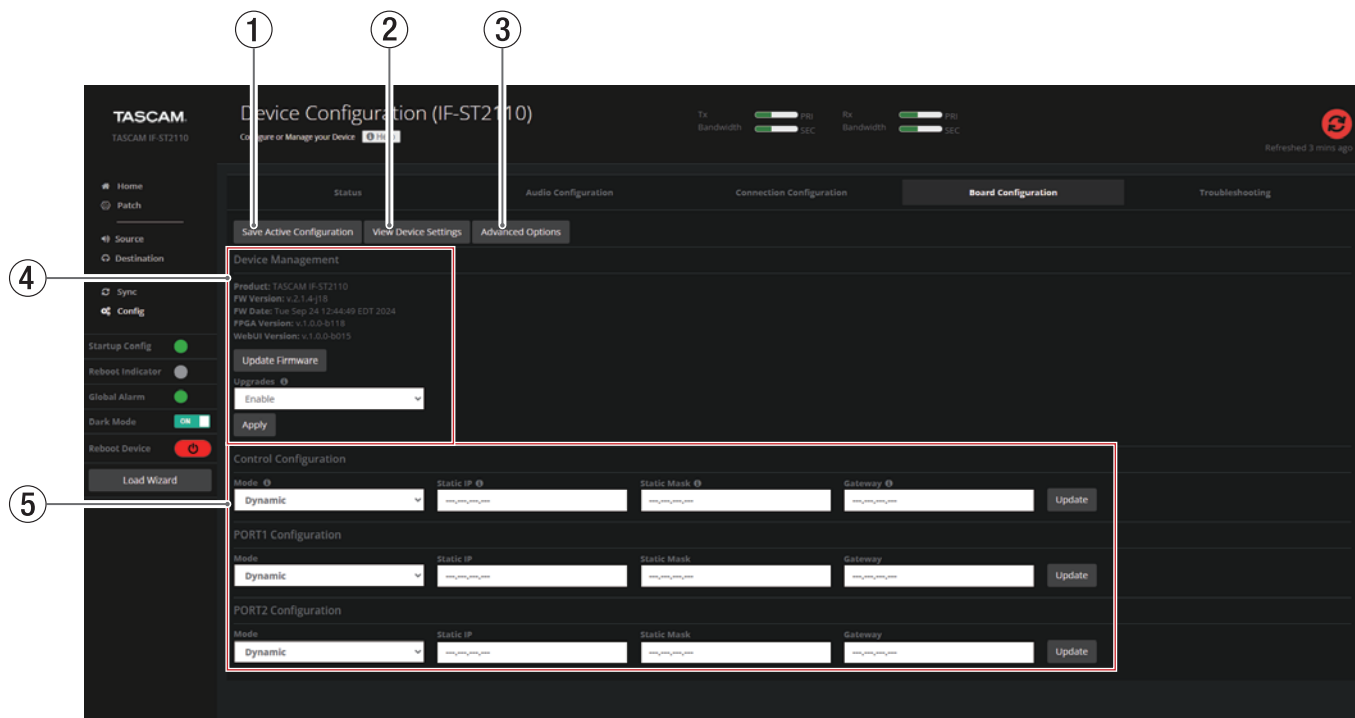 1 2 3
TASCAM
TASCAM IF-ST2110
Device Configuration (IF-ST2110)
Configure or Manage your Device Help
Tx Bandwidth PRI SEC
Rx Bandwidth PRI SEC
Refreshed 3 mins ago
Home
Patch
Source
Destination
Sync
Config
Startup Config
Reboot Indicator
Global Alarm
Dark Mode ON
Reboot Device
Load Wizard
Status Audio Configuration Connection Configuration Board Configuration Troubleshooting
Save Active Configuration View Device Settings Advanced Options
4
Device Management
Product: TASCAM IF-ST2110
FW Version: v.2.1.4-j18
FW Date: Tue Sep 24 12:44:49 EDT 2024
FPGA Version: v.1.0.0-b118
WebUI Version: v.1.0.0-b015
Update Firmware
Upgrades
Enable
Apply
5
Control Configuration
Mode Static IP Static Mask Gateway
Dynamic ---.---.---.--- ---.---.---.--- ---.---.---.--- Update
PORT1 Configuration
Mode Static IP Static Mask Gateway
Dynamic ---.---.---.--- ---.---.---.--- ---.---.---.--- Update
PORT2 Configuration
Mode Static IP Static Mask Gateway
Dynamic ---.---.---.--- ---.---.---.--- ---.---.---.--- Update